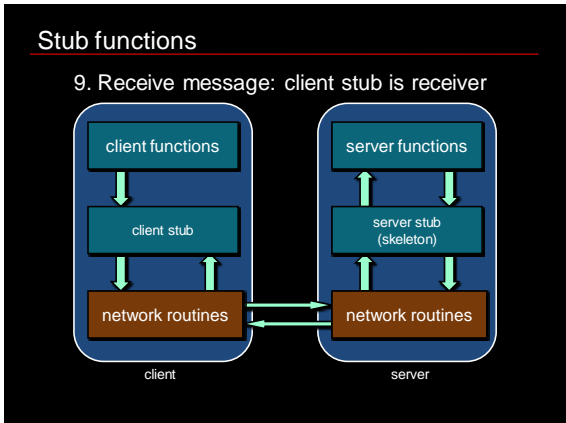 Stub functions
9. Receive message: client stub is receiver
client functions
client stub
network routines
client
server functions
server stub
(skeleton)
network routines
server